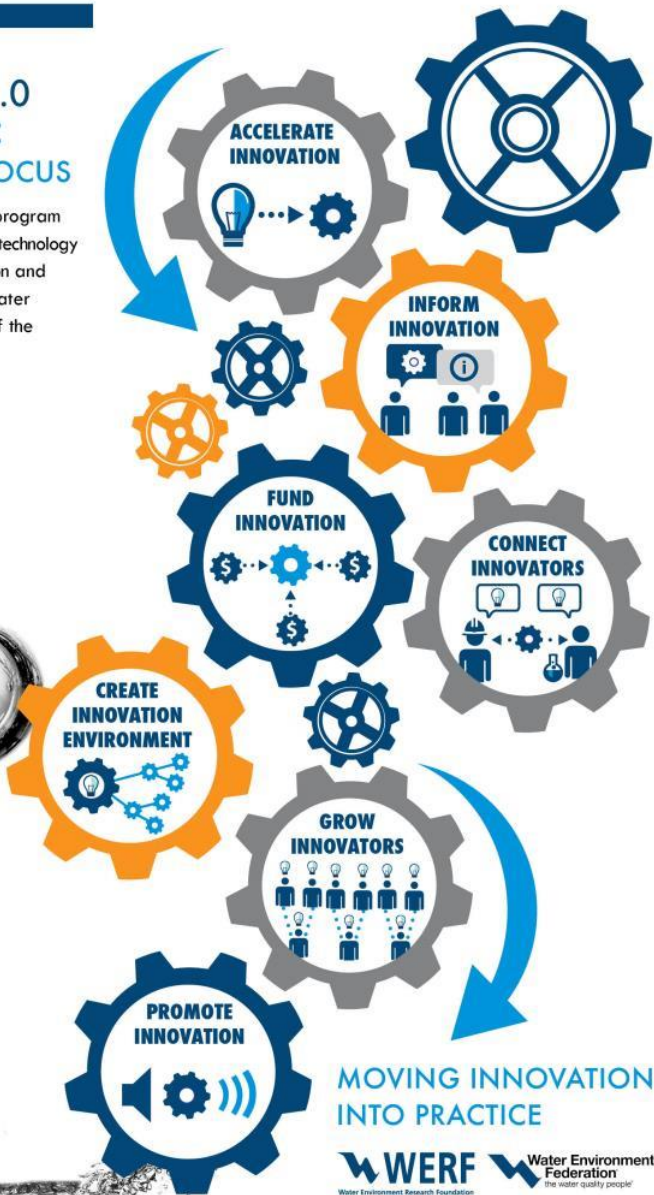 .0
:
OCUS
program
technology
n and
ater
f the
ACCELERATE
INNOVATION
INFORM
INNOVATION
i
FUND
INNOVATION
$
$
$
CONNECT
INNOVATORS
CREATE
INNOVATION
ENVIRONMENT
GROW
INNOVATORS
PROMOTE
INNOVATION
MOVING INNOVATION
INTO PRACTICE
WERF
Water Environment Research Foundation
Water Environment
Federation
the water quality people®